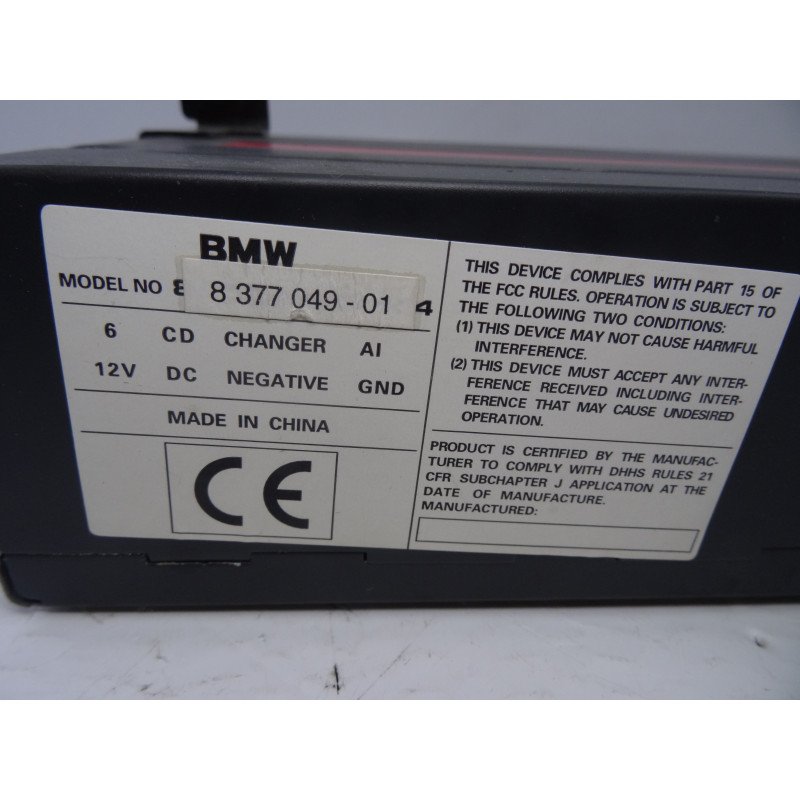 BMW
MODEL NO 8 8 377 049 - 01 4
6 CD CHANGER AI
12V DC NEGATIVE GND
MADE IN CHINA
CE
THIS DEVICE COMPLIES WITH PART 15 OF
THE FCC RULES. OPERATION IS SUBJECT TO
THE FOLLOWING TWO CONDITIONS:
(1) THIS DEVICE MAY NOT CAUSE HARMFUL
INTERFERENCE.
(2) THIS DEVICE MUST ACCEPT ANY INTER-
FERENCE RECEIVED INCLUDING INTER-
FERENCE THAT MAY CAUSE UNDESIRED
OPERATION.
PRODUCT IS CERTIFIED BY THE MANUFAC-
TURER TO COMPLY WITH DHHS RULES 21
CFR SUBCHAPTER J APPLICATION AT THE
DATE OF MANUFACTURE.
MANUFACTURED: